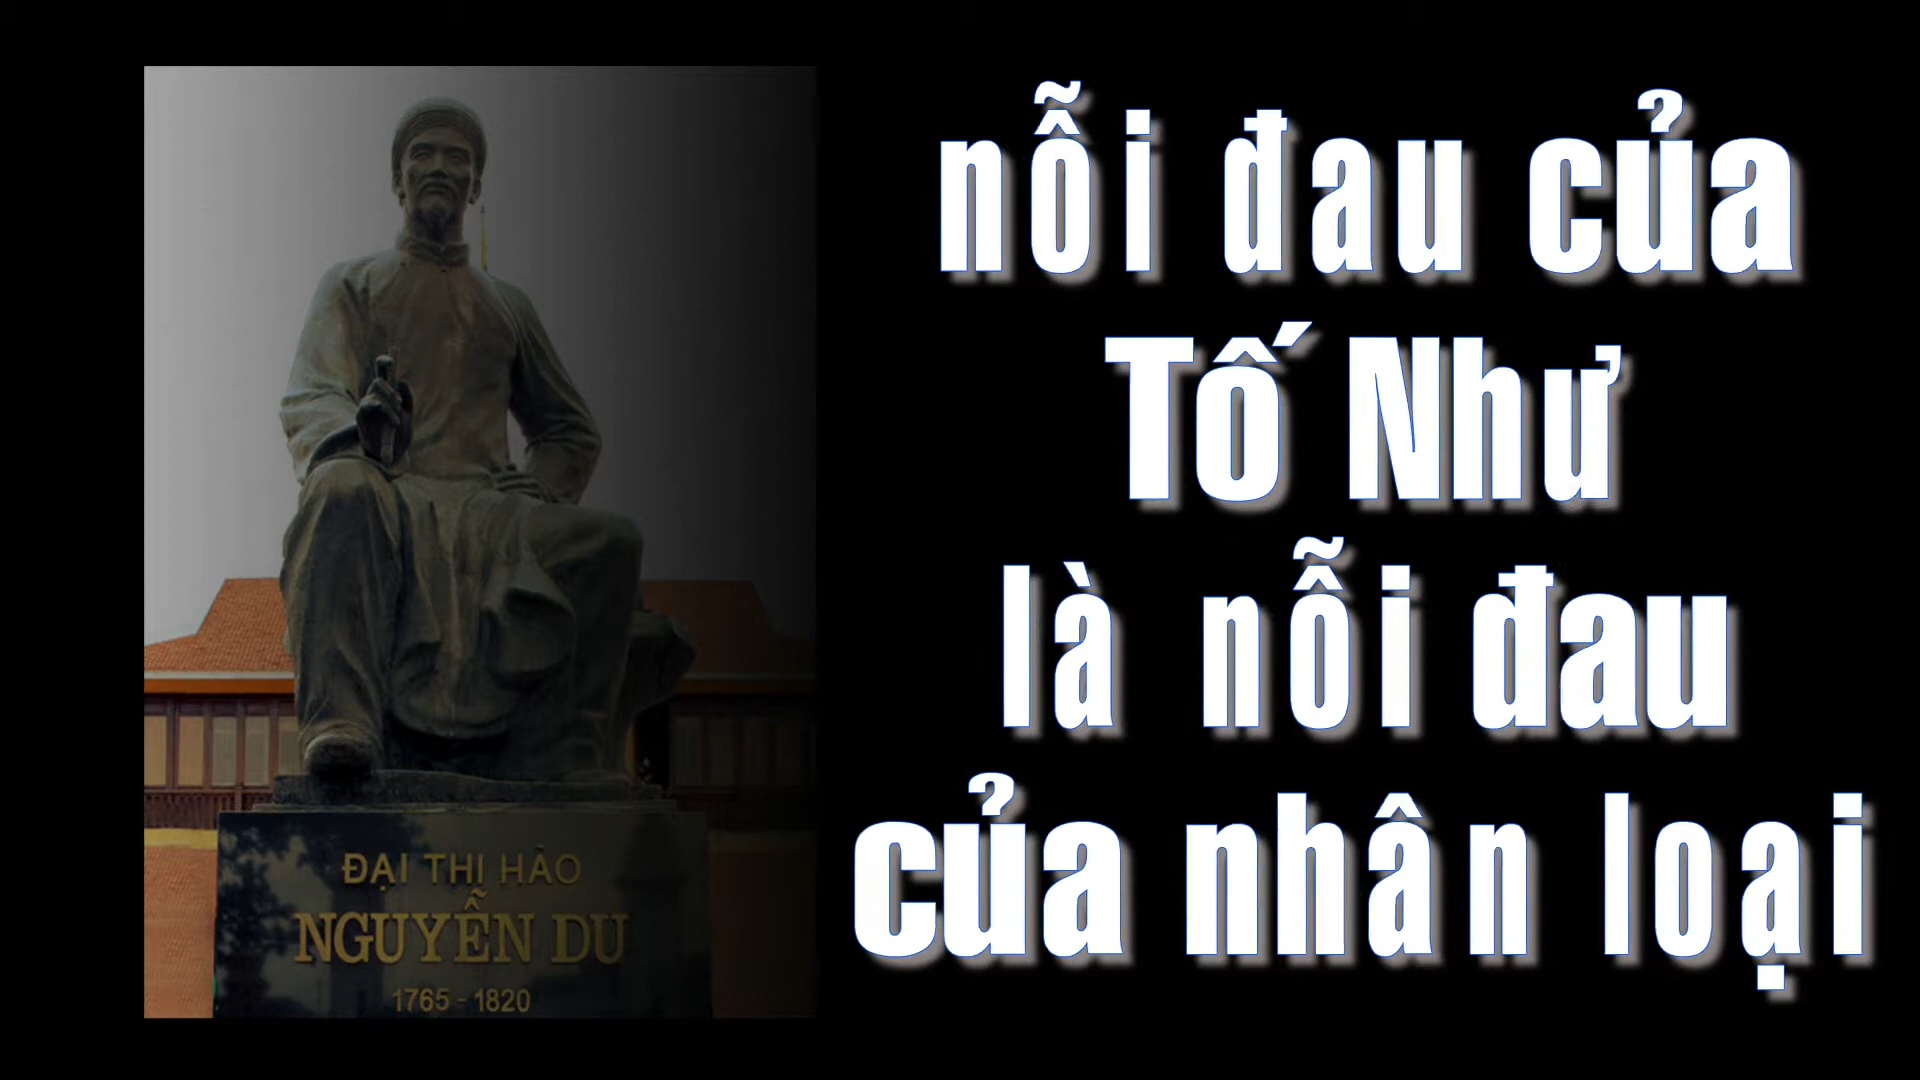 nỗi đau của
Tố Như
là nỗi đau
của nhân loại
ĐẠI THI HÀO
NGUYỄN DU
1765 - 1820